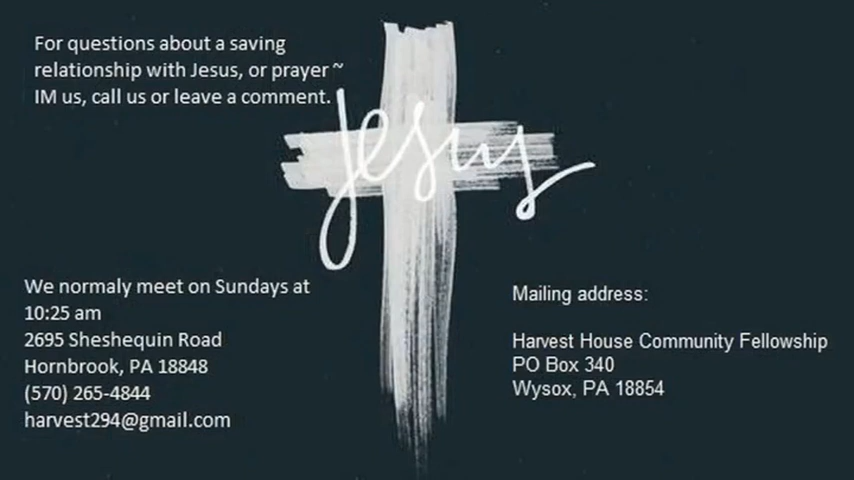 For questions about a saving
relationship with Jesus, or prayer ~
IM us, call us or leave a comment.
Jesus
We normaly meet on Sundays at
10:25 am
2695 Sheshequin Road
Hornbrook, PA 18848
(570) 265-4844
harvest294@gmail.com
Mailing address:
Harvest House Community Fellowship
PO Box 340
Wysox, PA 18854